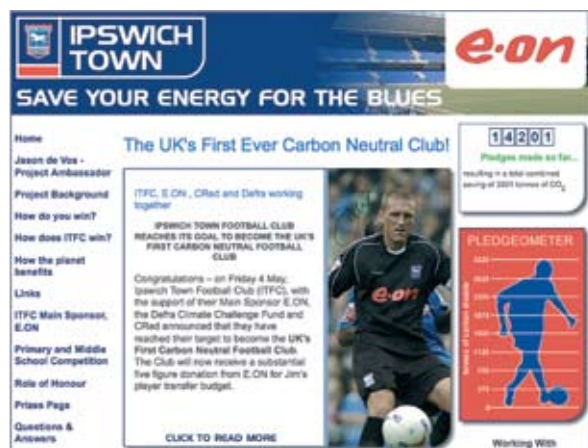 IPSWICH
TOWN
e·on
SAVE YOUR ENERGY FOR THE BLUES
Home
Jason de Vos -
Project Ambassador
Project Background
How do you win?
How does ITFC win?
How the planet
benefits
Links
ITFC Main Sponsor,
E.ON
Primary and Middle
School Competition
Role of Honour
Prizes Page
Questions &
Answers
The UK's First Ever Carbon Neutral Club!
ITFC, E.ON , CRed and Defra working
together
IPSWICH TOWN FOOTBALL CLUB
REACHES ITS GOAL TO BECOME THE UK'S
FIRST CARBON NEUTRAL FOOTBALL
CLUB
Congratulations – on Friday 4 May,
Ipswich Town Football Club (ITFC), with
the support of their Main Sponsor E.ON,
the Defra Climate Challenge Fund and
CRed announced that they have
reached their target to become the UK's
First Carbon Neutral Football Club.
The Club will now receive a substantial
five figure donation from E.ON for Jim's
player transfer budget.
CLICK TO READ MORE
e·on
14201
Pledges made so far...
resulting in a total combined
saving of tonnes of CO2
PLEDGEOMETER
tonnes of carbon
Working With